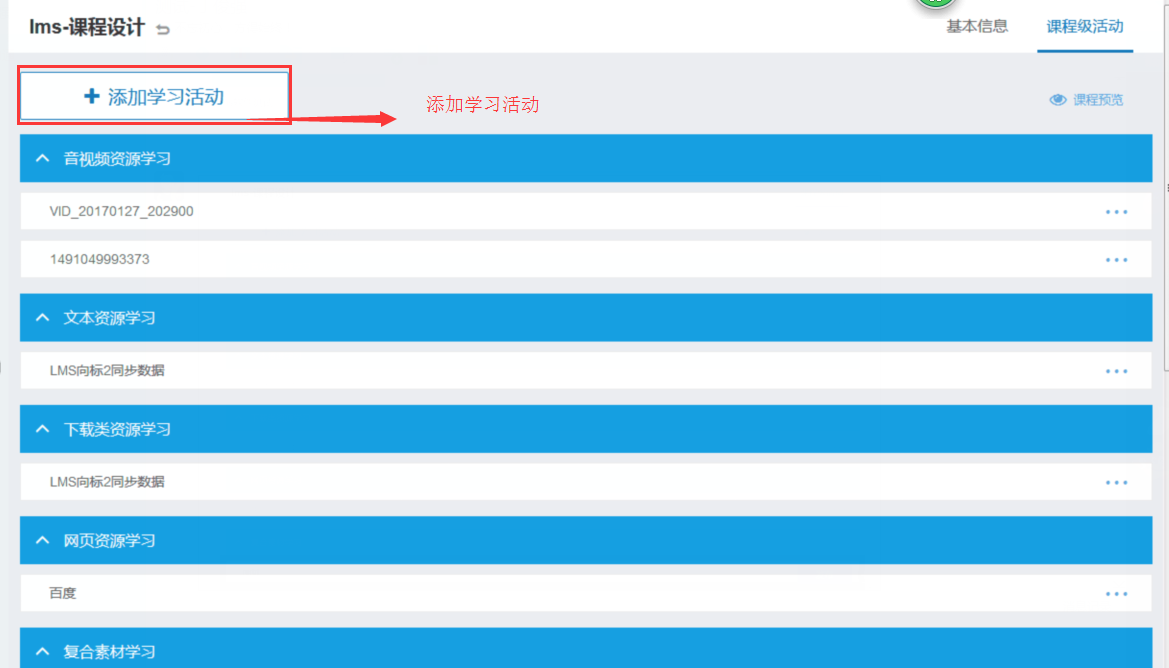 lms-课程设计
基本信息
课程级活动
添加学习活动
添加学习活动
课程预览
音视频资源学习
VID_20170127_202900
1491049993373
文本资源学习
LMS向标2同步数据
下载类资源学习
LMS向标2同步数据
网页资源学习
百度
复合素材学习